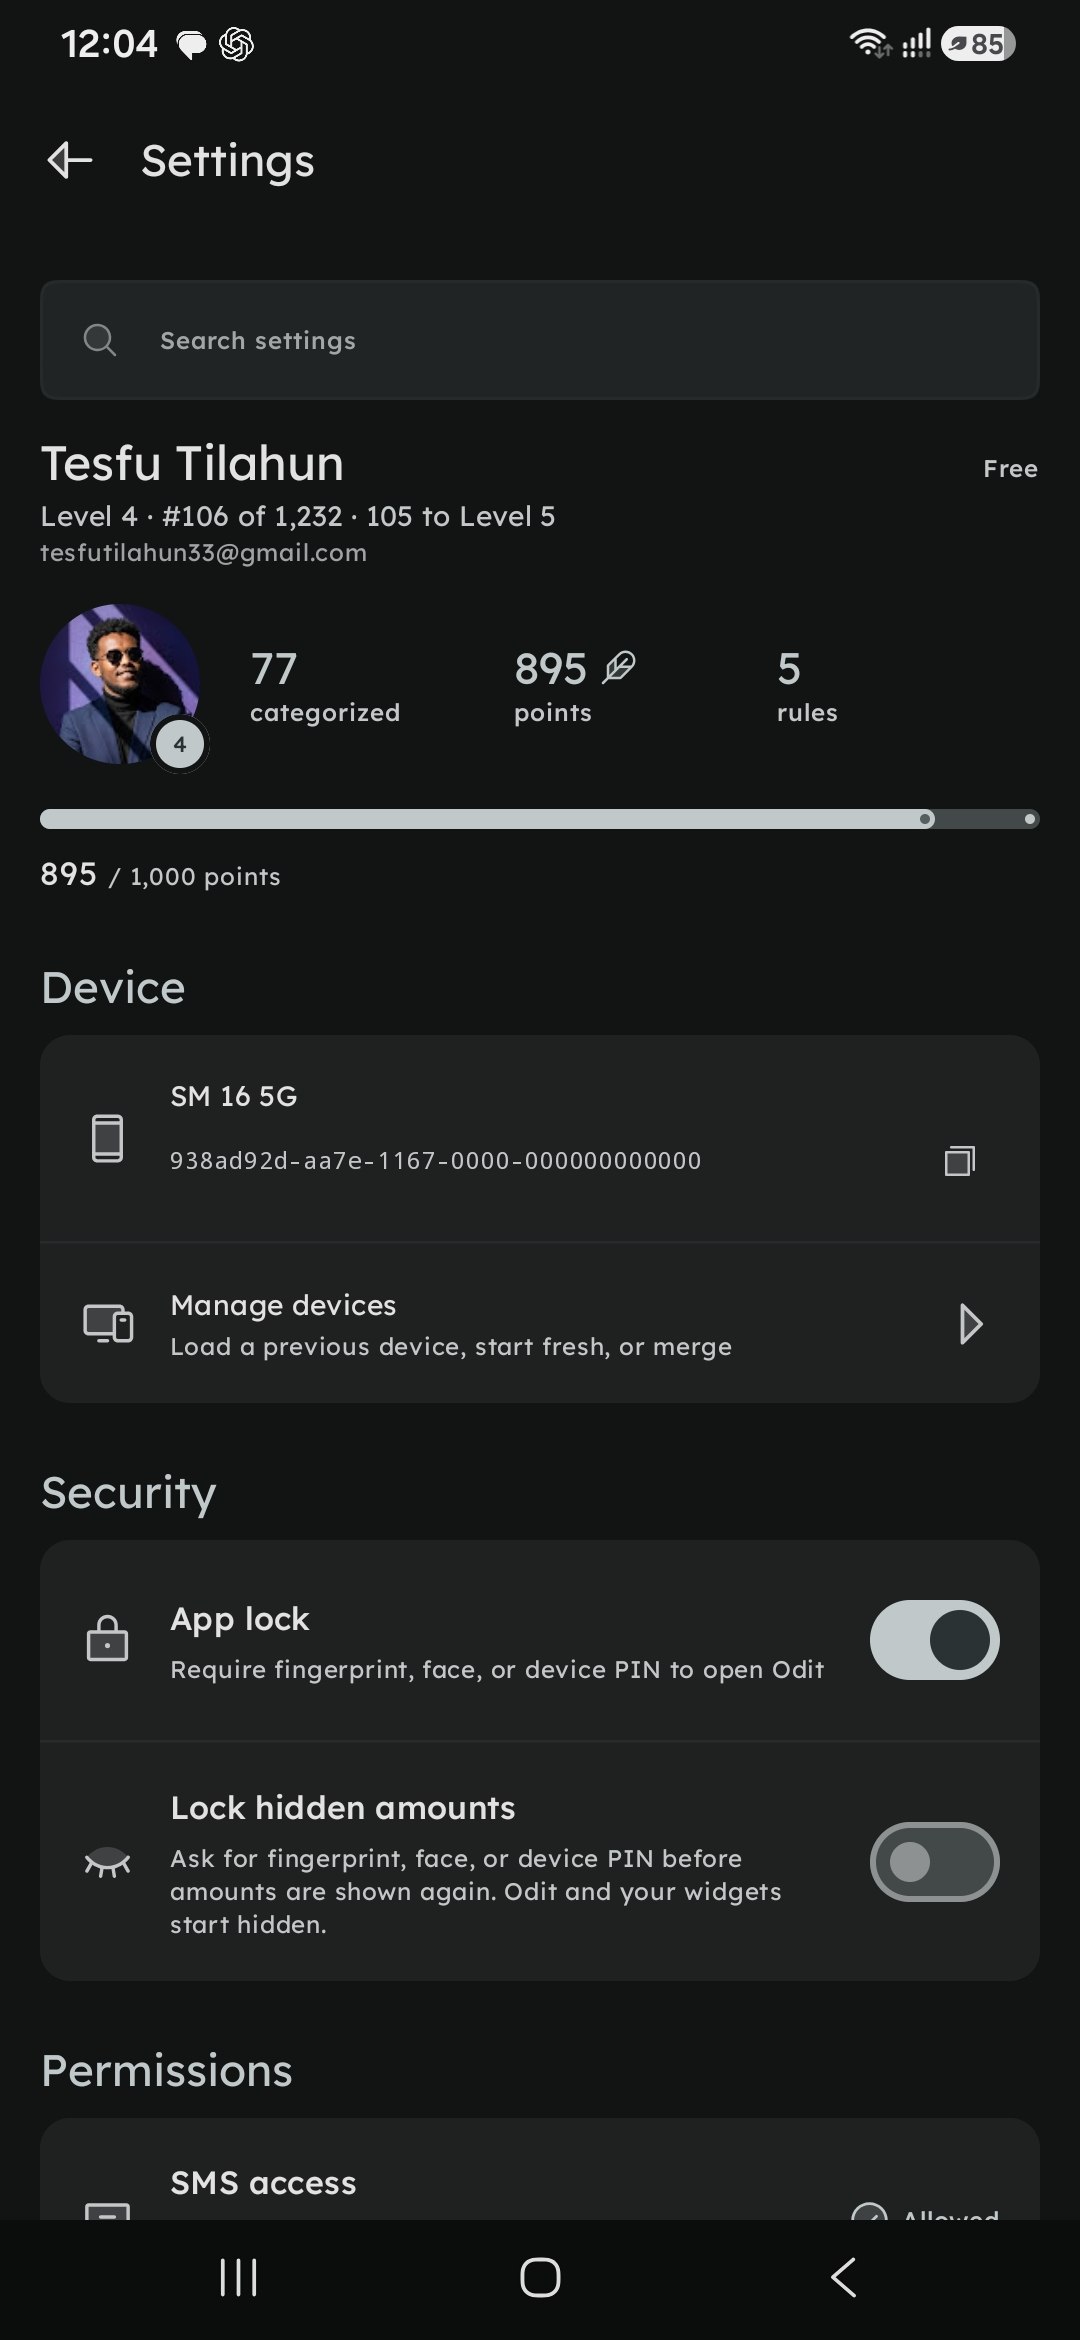 12:04
85
Settings
Search settings
Tesfu Tilahun
Free
Level 4 · #106 of 1,232 · 105 to Level 5
tesfutilahun33@gmail.com
77
895
5
categorized
points
rules
4
895 / 1,000 points
Device
SM 16 5G
938ad92d-aa7e-1167-0000-000000000000
Manage devices
Load a previous device, start fresh, or merge
Security
App lock
Require fingerprint, face, or device PIN to open Odit
Lock hidden amounts
Ask for fingerprint, face, or device PIN before
amounts are shown again. Odit and your widgets
start hidden.
Permissions
SMS access
Allowed